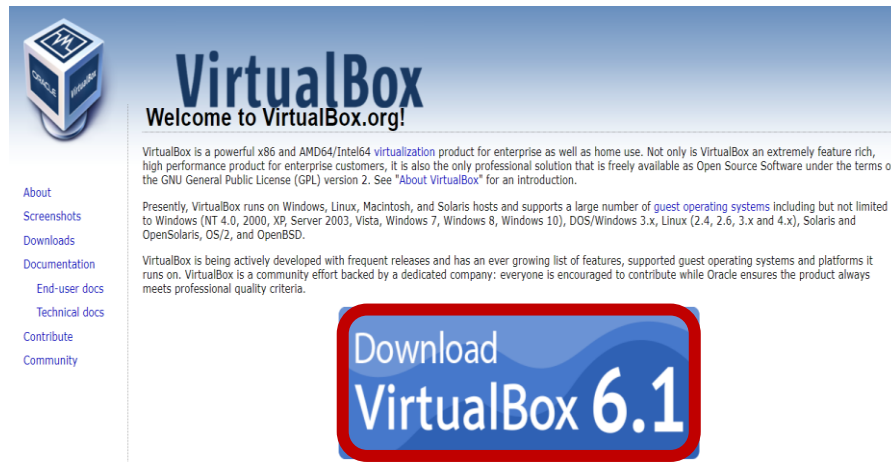 VirtualBox
Welcome to VirtualBox.org!
VirtualBox is a powerful x86 and AMD64/Intel64 virtualization product for enterprise as well as home use. Not only is VirtualBox an extremely feature rich,
high performance product for enterprise customers, it is also the only professional solution that is freely available as Open Source Software under the terms o
the GNU General Public License (GPL) version 2. See "About VirtualBox" for an introduction.
Presently, VirtualBox runs on Windows, Linux, Macintosh, and Solaris hosts and supports a large number of guest operating systems including but not limited
to Windows (NT 4.0, 2000, XP, Server 2003, Vista, Windows 7, Windows 8, Windows 10), DOS/Windows 3.x, Linux (2.4, 2.6, 3.x and 4.x), Solaris and
OpenSolaris, OS/2, and OpenBSD.
VirtualBox is being actively developed with frequent releases and has an ever growing list of features, supported guest operating systems and platforms it
runs on. VirtualBox is a community effort backed by a dedicated company: everyone is encouraged to contribute while Oracle ensures the product always
meets professional quality criteria.
ORACLE
VirtualBox
About
Screenshots
Downloads
Documentation
End-user docs
Technical docs
Contribute
Community
Download
VirtualBox 6.1